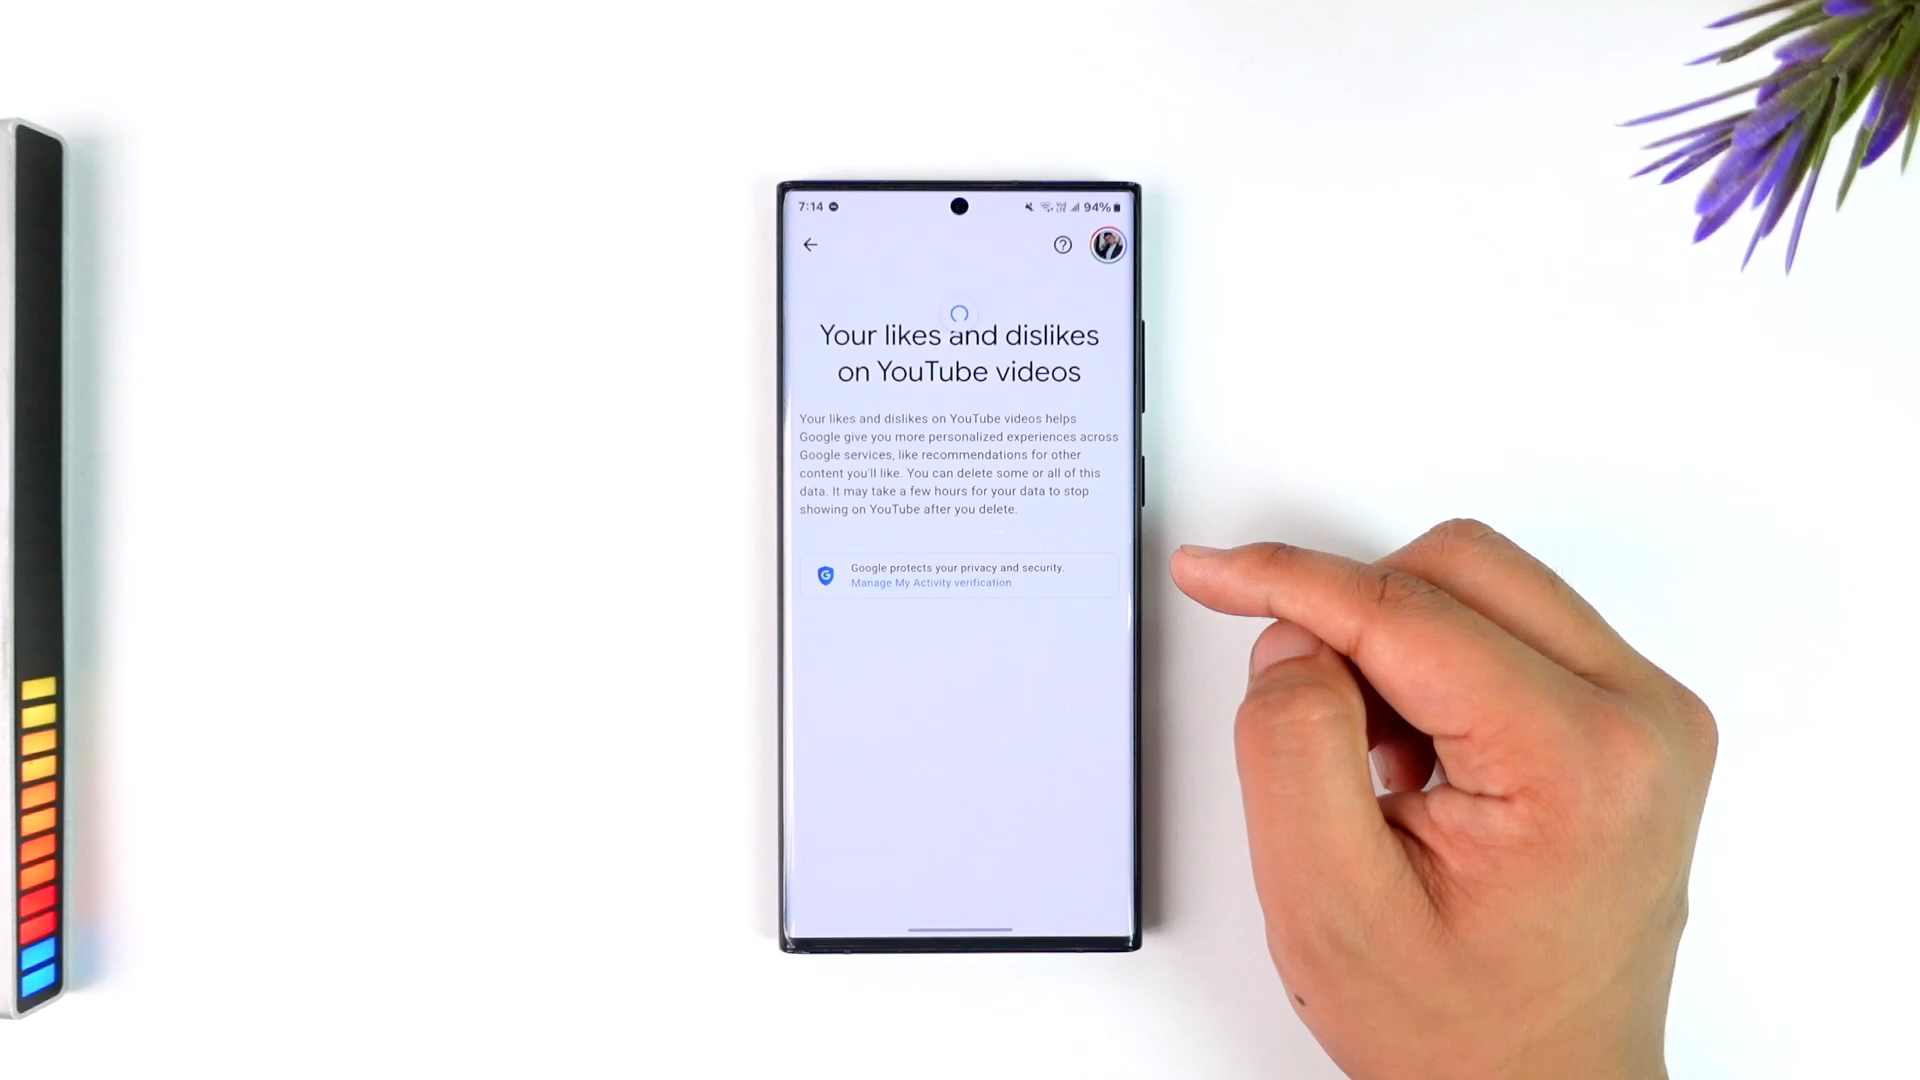 7:14 94%
Your likes and dislikes
on YouTube videos
Your likes and dislikes on YouTube videos helps
Google give you more personalized experiences across
Google services, like recommendations for other
content you'll like. You can delete some or all of this
data. It may take a few hours for your data to stop
showing on YouTube after you delete.
Google protects your privacy and security.
Manage My Activity verification